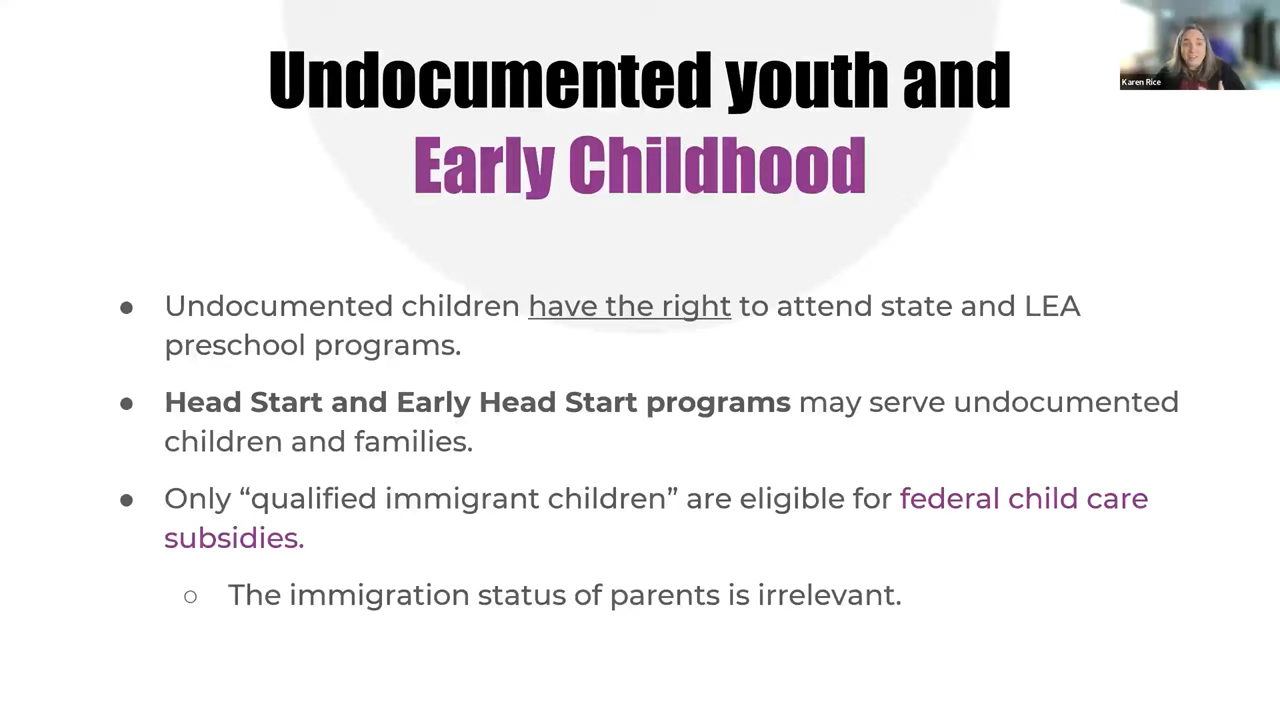 Undocumented youth and
Early Childhood
Karen Rice
● Undocumented children have the right to attend state and LEA
preschool programs.
● Head Start and Early Head Start programs may serve undocumented
children and families.
● Only “qualified immigrant children” are eligible for federal child care
subsidies.
○ The immigration status of parents is irrelevant.